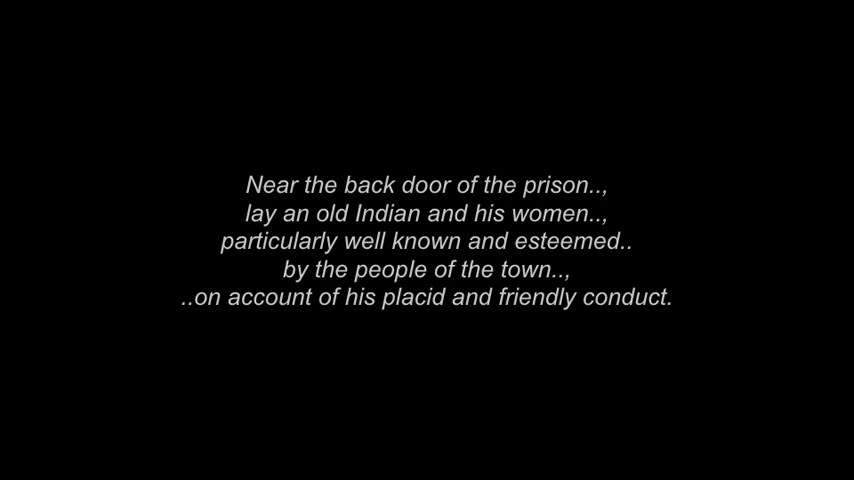 Near the back door of the prison..,
lay an old Indian and his women..,
particularly well known and esteemed..
by the people of the town..,
..on account of his placid and friendly conduct.